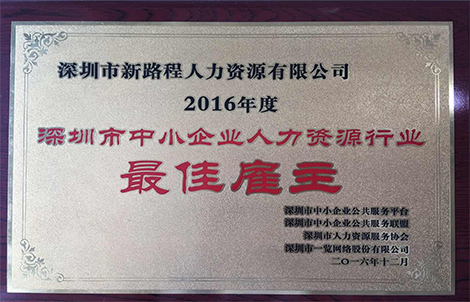 深圳市新路程人力资源有限公司
2016年度
深圳市中小企业人力资源行业
最佳雇主
深圳市中小企业公共服务平台
深圳市中小企业公共服务联盟
深圳市人力资源服务协会
深圳市一览网络股份有限公司
二〇一六年十二月